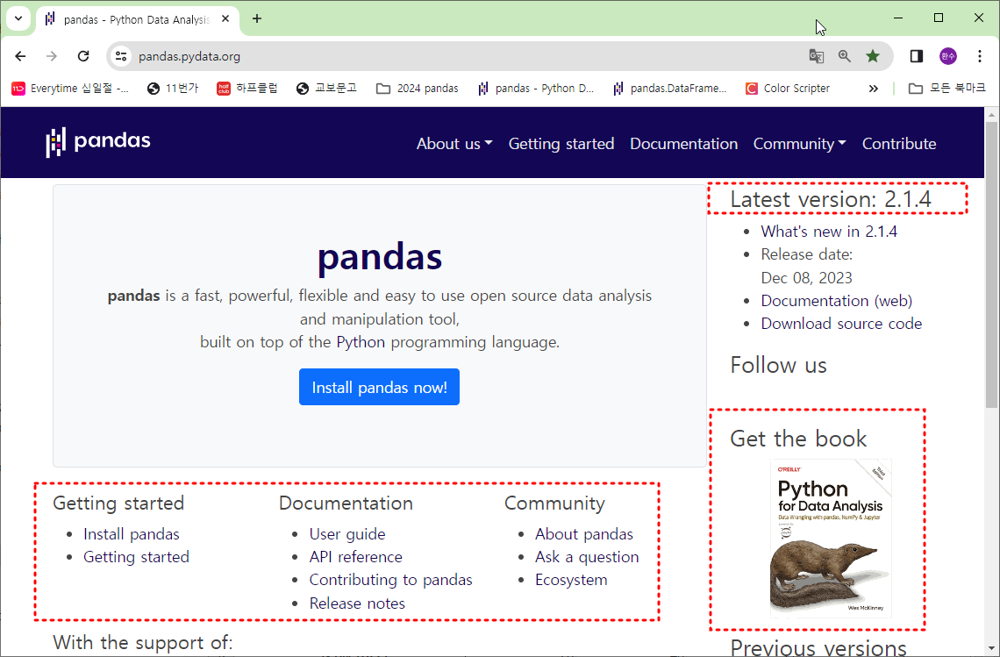 pandas - Python Data Analysis
pandas.pydata.org
한수
Everytime 십일절 -...
11번가
half club
하프클럽
교보문고
2024 pandas
pandas - Python D...
pandas.DataFrame...
Color Scripter
모든 북마크
pandas
About us
Getting started
Documentation
Community
Contribute
pandas
pandas is a fast, powerful, flexible and easy to use open source data analysis
and manipulation tool,
built on top of the Python programming language.
Install pandas now!
Latest version: 2.1.4
What's new in 2.1.4
Release date:
Dec 08, 2023
Documentation (web)
Download source code
Follow us
Get the book
O'REILLY
Third Edition
Python
for Data Analysis
Data Wrangling with pandas, NumPy & Jupyter
Wes McKinney
Getting started
Install pandas
Getting started
Documentation
User guide
API reference
Contributing to pandas
Release notes
Community
About pandas
Ask a question
Ecosystem
With the support of:
Previous versions